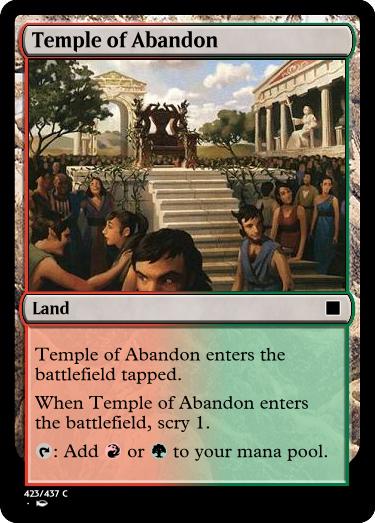 Temple of Abandon
Land
Temple of Abandon enters the
battlefield tapped.
When Temple of Abandon enters
the battlefield, scry 1.
: Add or to your mana pool.
423/437 C